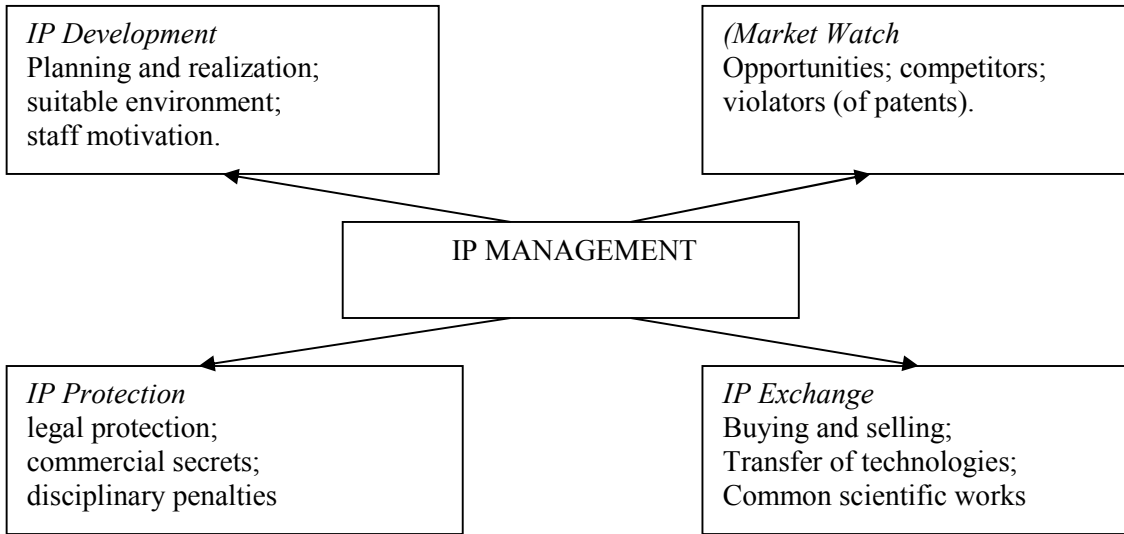 IP Development
Planning and realization;
suitable environment;
staff motivation.
(Market Watch
Opportunities; competitors;
violators (of patents).
IP MANAGEMENT
IP Protection
legal protection;
commercial secrets;
disciplinary penalties
IP Exchange
Buying and selling;
Transfer of technologies;
Common scientific works